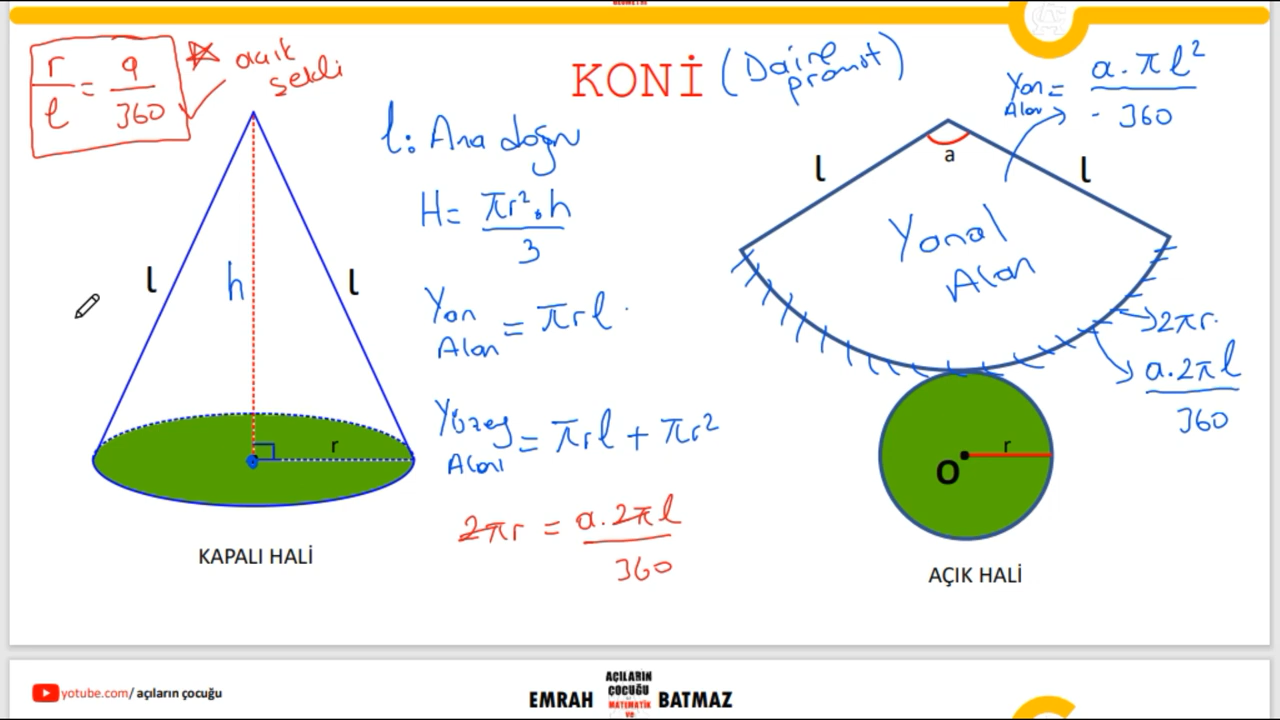 GEOMETRİ
r/l = a/360
açık şekli
KONİ (Daire piramit)
l: Ana doğru
H= πr².h/3
Yan Alan = πrl
Yüzey Alanı = πrl + πr²
2πr = a.2πl/360
l
h
l
r
KAPALI HALİ
Yan Alan = a.πl²/360
a
l
l
Yanal
Alan
2πr
a.2πl/360
r
O
AÇIK HALİ
yotube.com/ açıların çocuğu
EMRAH
AÇILARIN
ÇOCUĞU
MATEMATİK
ve
BATMAZ